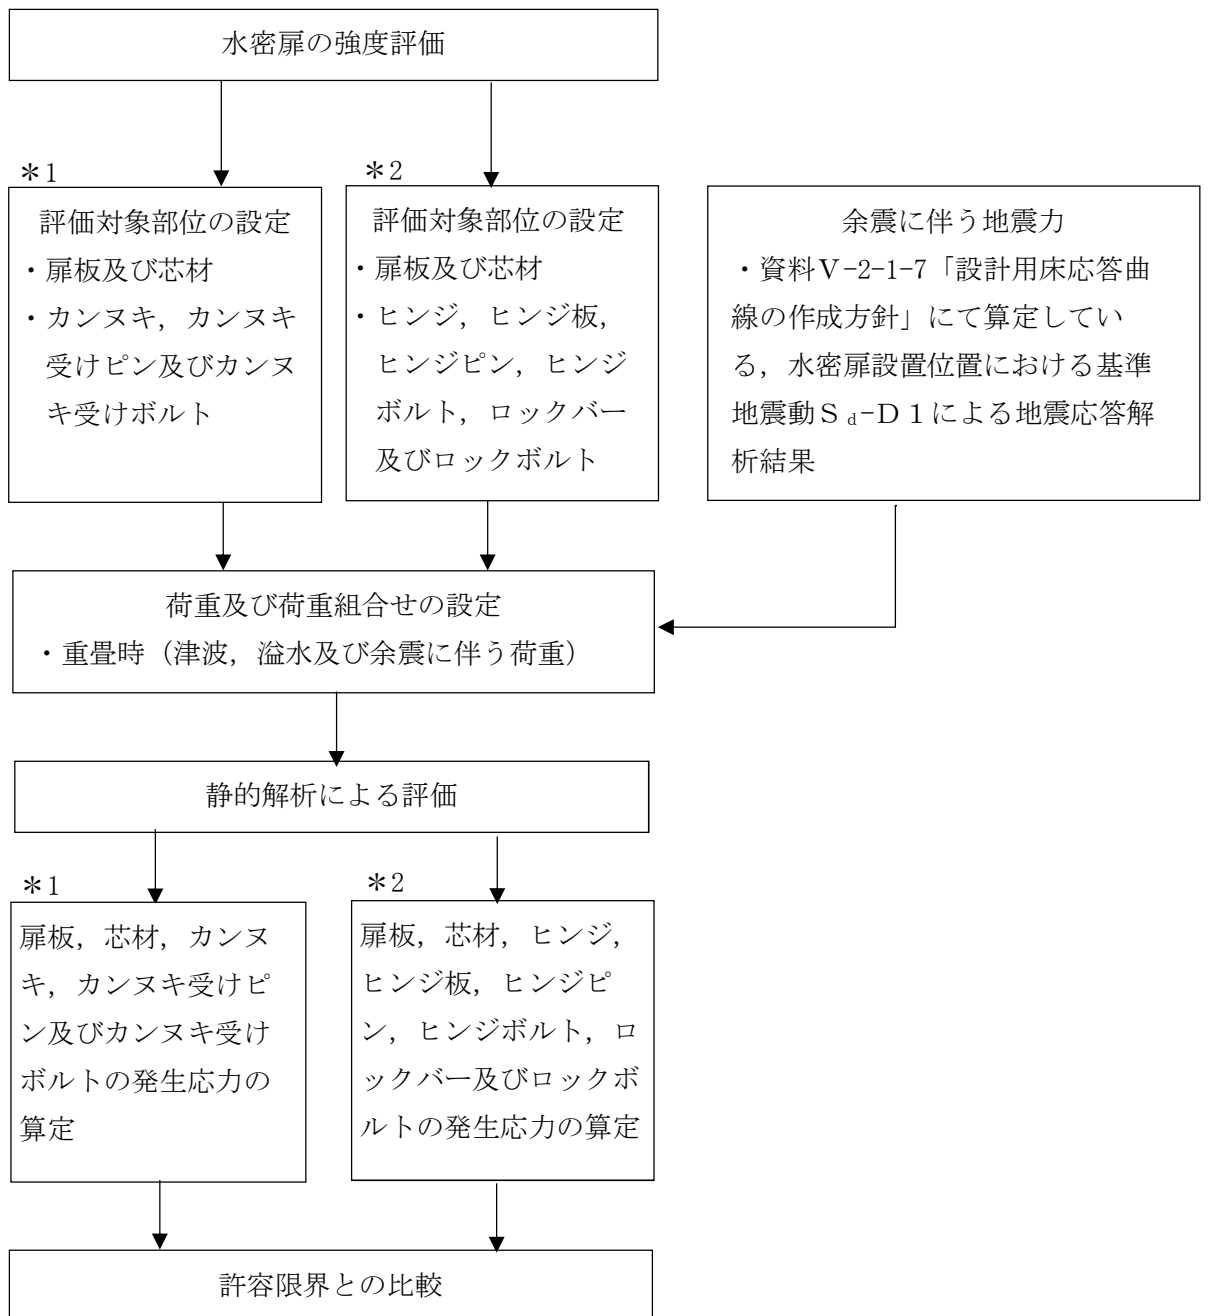 水密扉の強度評価
＊1
評価対象部位の設定
・扉板及び芯材
・カンヌキ，カンヌキ
受けピン及びカンヌ
キ受けボルト
＊2
評価対象部位の設定
・扉板及び芯材
・ヒンジ，ヒンジ板，
ヒンジピン，ヒンジ
ボルト，ロックバー
及びロックボルト
余震に伴う地震力
・資料Ⅴ-2-1-7「設計用床応答曲
線の作成方針」にて算定してい
る，水密扉設置位置における基準
地震動Ｓd-Ｄ１による地震応答解
析結果
荷重及び荷重組合せの設定
・重畳時（津波，溢水及び余震に伴う荷重）
静的解析による評価
＊1
扉板，芯材，カンヌ
キ，カンヌキ受けピ
ン及びカンヌキ受け
ボルトの発生応力の
算定
＊2
扉板，芯材，ヒンジ，
ヒンジ板，ヒンジピ
ン，ヒンジボルト，ロ
ックバー及びロックボ
ルトの発生応力の算定
許容限界との比較